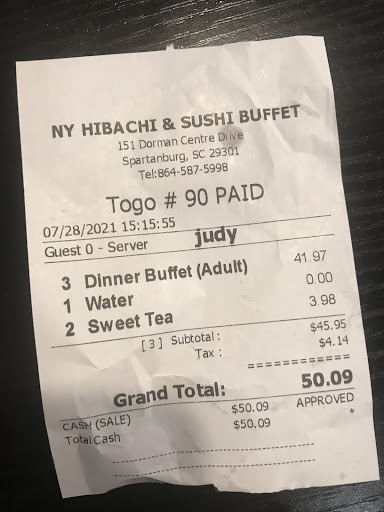 NY HIBACHI & SUSHI BUFFET
151 Dorman Centre Drive
Spartanburg, SC 29301
Tel:864-587-5998
Togo # 90 PAID
07/28/2021 15:15:55
Guest 0 - Server judy
3 Dinner Buffet (Adult) 41.97
1 Water 0.00
2 Sweet Tea 3.98
[ 3 ] Subtotal : $45.95
Tax : $4.14
============
Grand Total: 50.09
CASH (SALE) $50.09 APPROVED
Total Cash $50.09 *